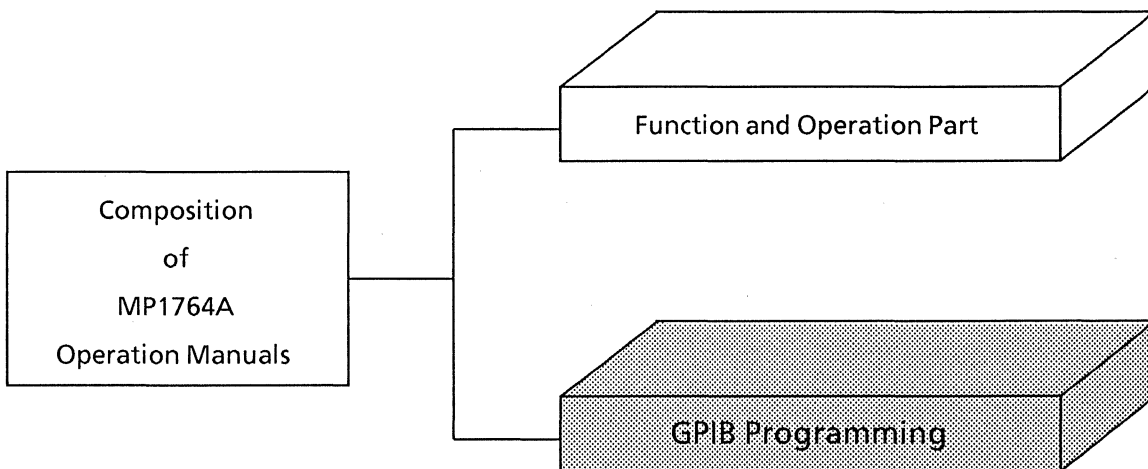 Composition
of
MP1764A
Operation Manuals
Function and Operation Part
GPIB Programming